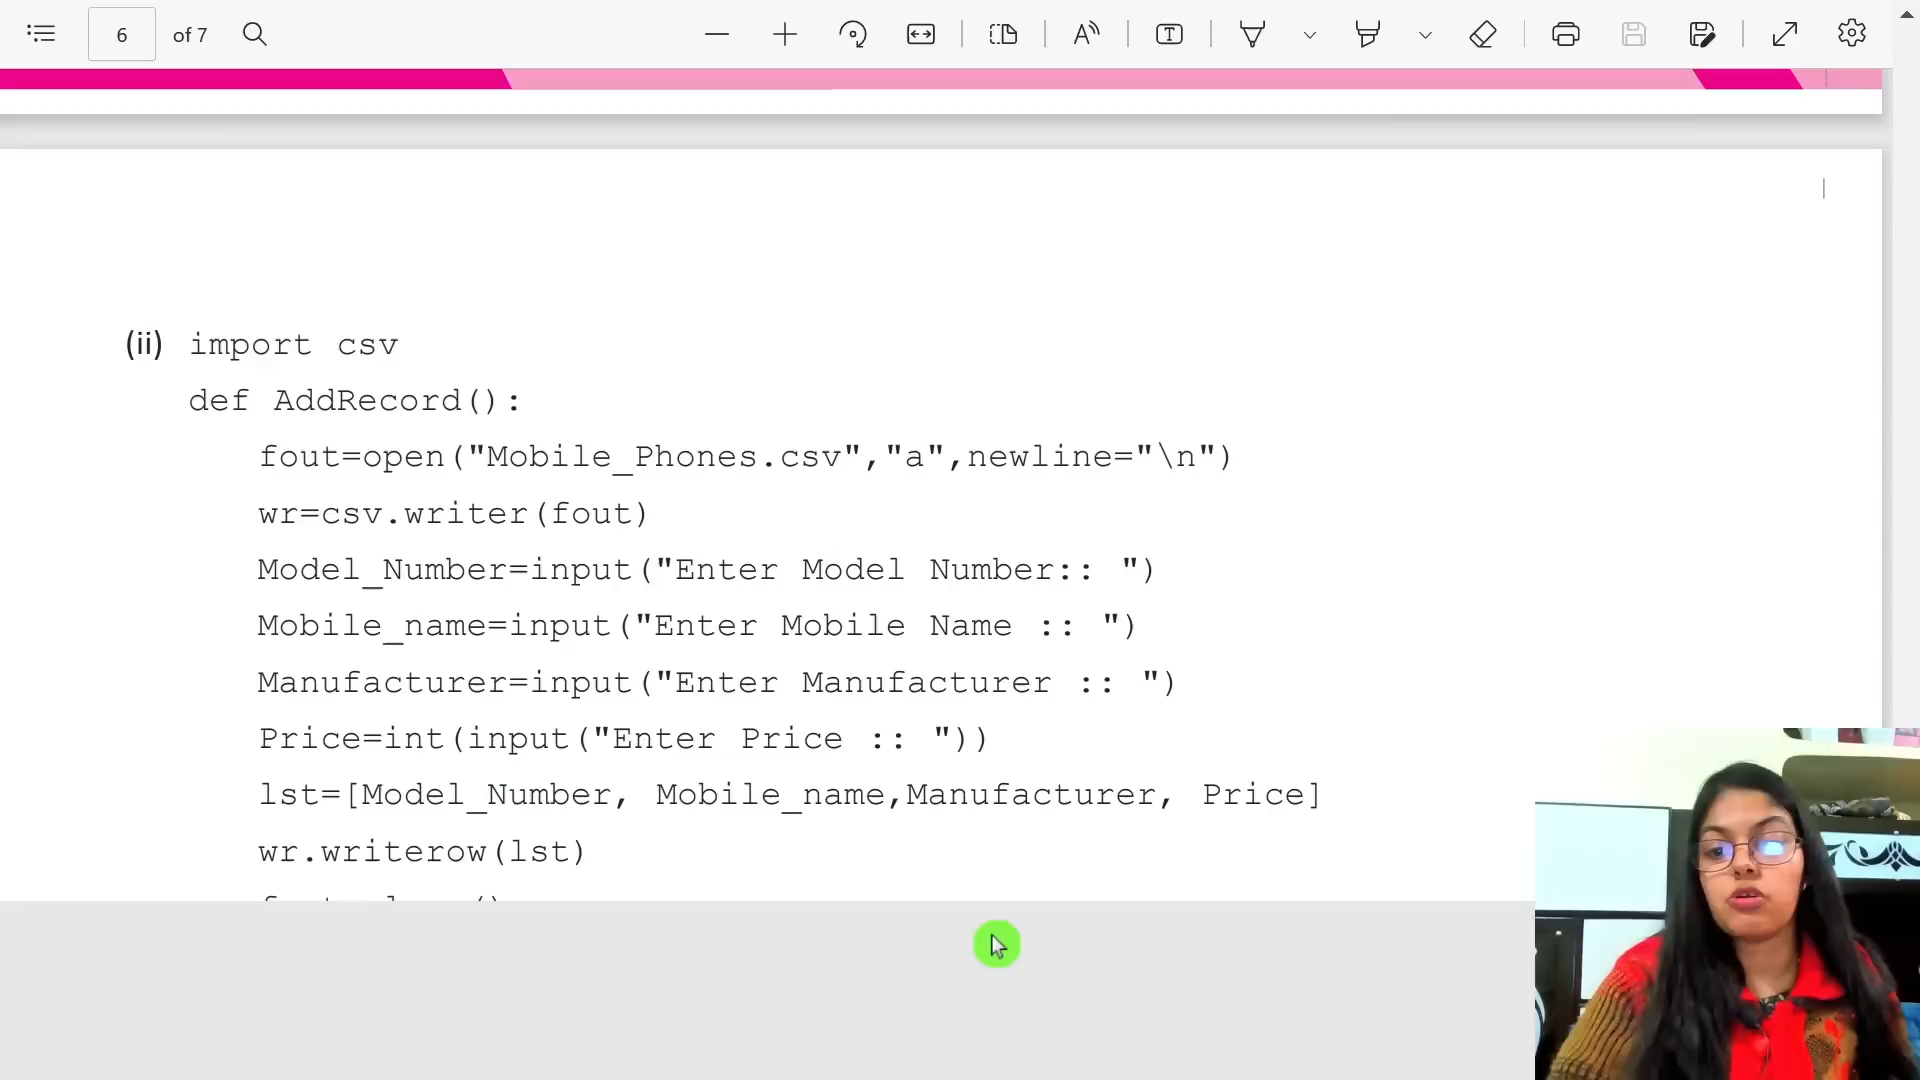 6 of 7
(ii) import csv
def AddRecord():
fout=open("Mobile_Phones.csv","a",newline="\n")
wr=csv.writer(fout)
Model_Number=input("Enter Model Number:: ")
Mobile_name=input("Enter Mobile Name :: ")
Manufacturer=input("Enter Manufacturer :: ")
Price=int(input("Enter Price :: "))
lst=[Model_Number, Mobile_name,Manufacturer, Price]
wr.writerow(lst)